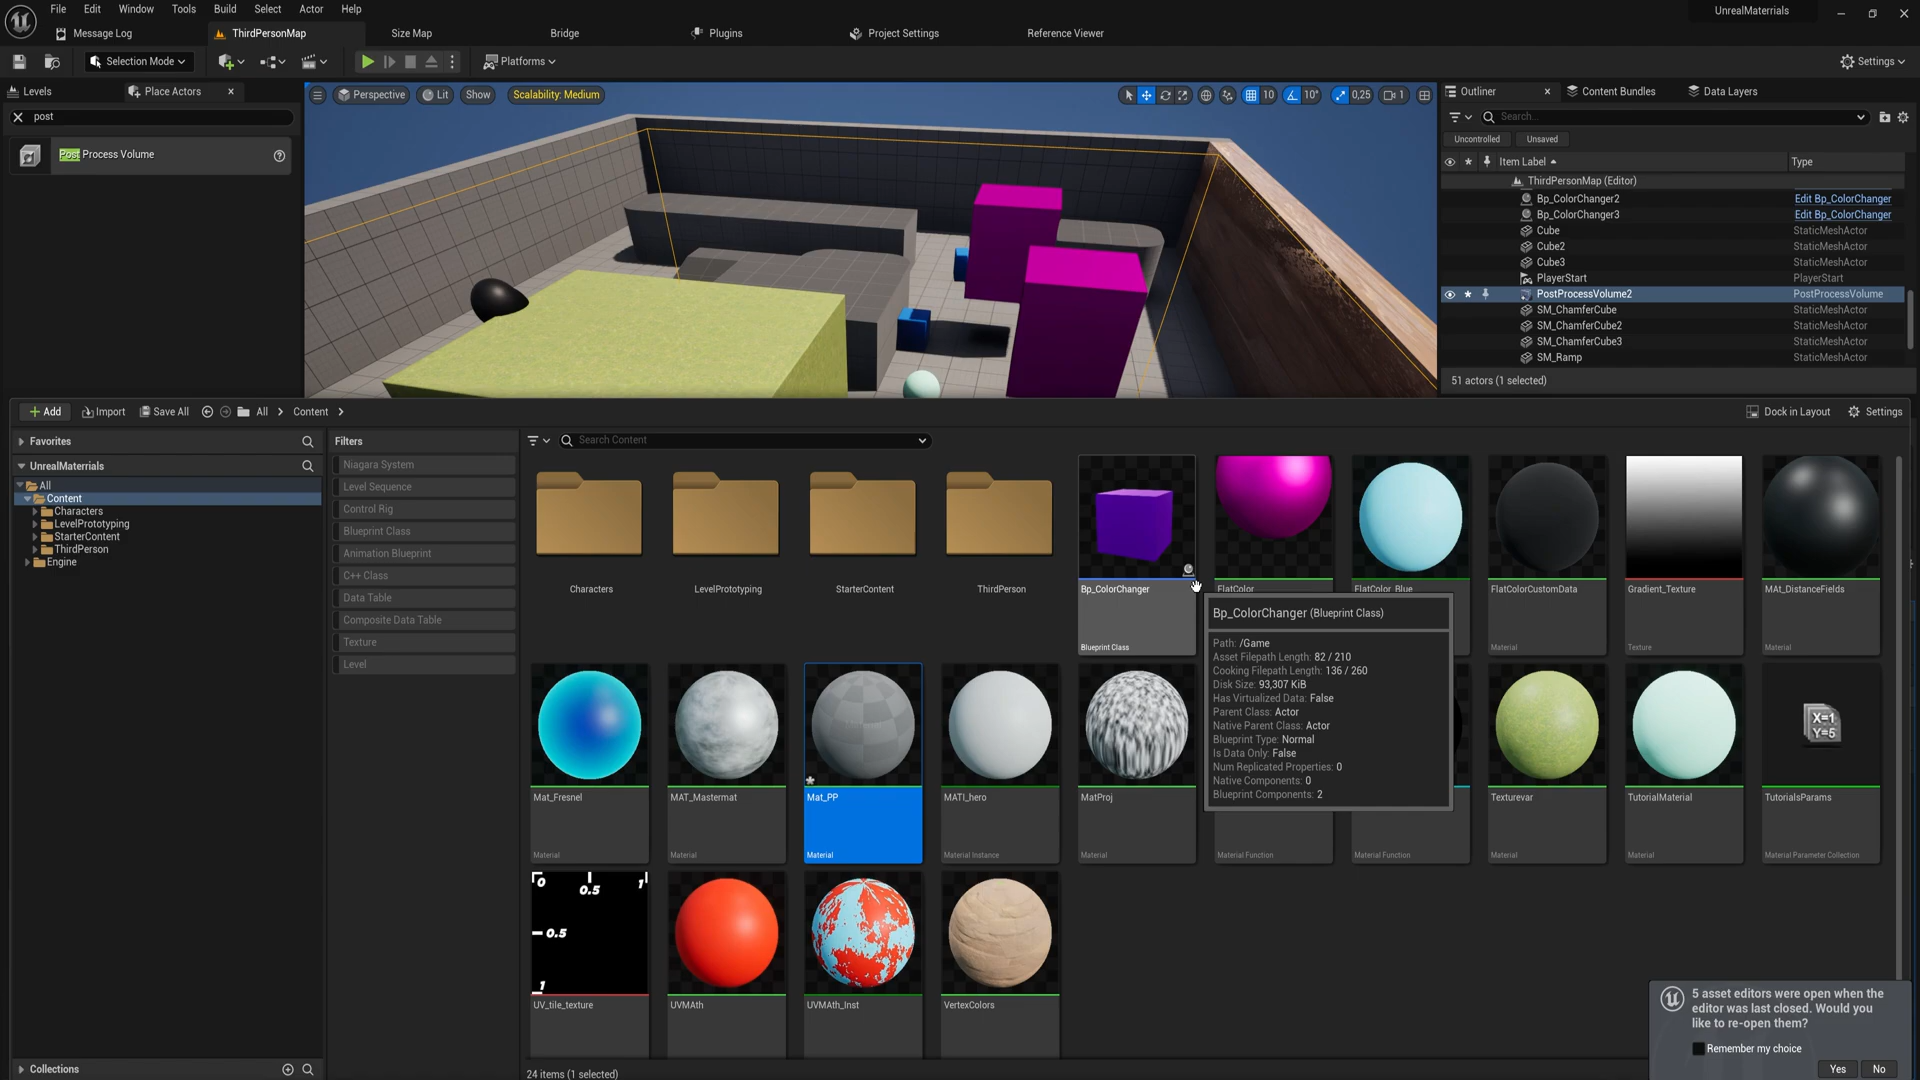 File Edit Window Tools Build Select Actor Help
UnrealMaterials
Message Log ThirdPersonMap Size Map Bridge Plugins Project Settings Reference Viewer
Selection Mode Platforms Settings
Levels Place Actors
post
Post Process Volume
Perspective Lit Show Scalability: Medium
10 10° 0,25 1
Outliner Content Bundles Data Layers
Search...
Uncontrolled Unsaved
Item Label Type
ThirdPersonMap (Editor)
Bp_ColorChanger2 Edit Bp_ColorChanger
Bp_ColorChanger3 Edit Bp_ColorChanger
Cube StaticMeshActor
Cube2 StaticMeshActor
Cube3 StaticMeshActor
PlayerStart PlayerStart
PostProcessVolume2 PostProcessVolume
SM_ChamferCube StaticMeshActor
SM_ChamferCube2 StaticMeshActor
SM_ChamferCube3 StaticMeshActor
SM_Ramp StaticMeshActor
51 actors (1 selected)
Add Import Save All All Content Dock in Layout Settings
Favorites
UnrealMaterials
All
Content
Characters
LevelPrototyping
StarterContent
ThirdPerson
Engine
Collections
Filters
Niagara System
Level Sequence
Control Rig
Blueprint Class
Animation Blueprint
C++ Class
Data Table
Composite Data Table
Texture
Level
Search Content
Characters LevelPrototyping StarterContent ThirdPerson Bp_ColorChanger FlatColor FlatColor_Blue FlatColorCustomData Gradient_Texture MAt_DistanceFields
Blueprint Class Material Texture Material
Bp_ColorChanger (Blueprint Class)
Path: /Game
Asset Filepath Length: 82 / 210
Cooking Filepath Length: 136 / 260
Disk Size: 93,307 KiB
Has Virtualized Data: False
Parent Class: Actor
Native Parent Class: Actor
Blueprint Type: Normal
Is Data Only: False
Num Replicated Properties: 0
Native Components: 0
Blueprint Components: 2
X=1
Y=5
Mat_Fresnel MAT_Mastermat Mat_PP MATI_hero MatProj Texturevar TutorialMaterial TutorialsParams
Material Material Material Material Instance Material Material Function Material Function Material Material Material Parameter Collection
0 0.5 1
0.5
1
UV_tile_texture UVMAth UVMAth_Inst VertexColors
24 items (1 selected)
5 asset editors were open when the
editor was last closed. Would you
like to re-open them?
Remember my choice
Yes No